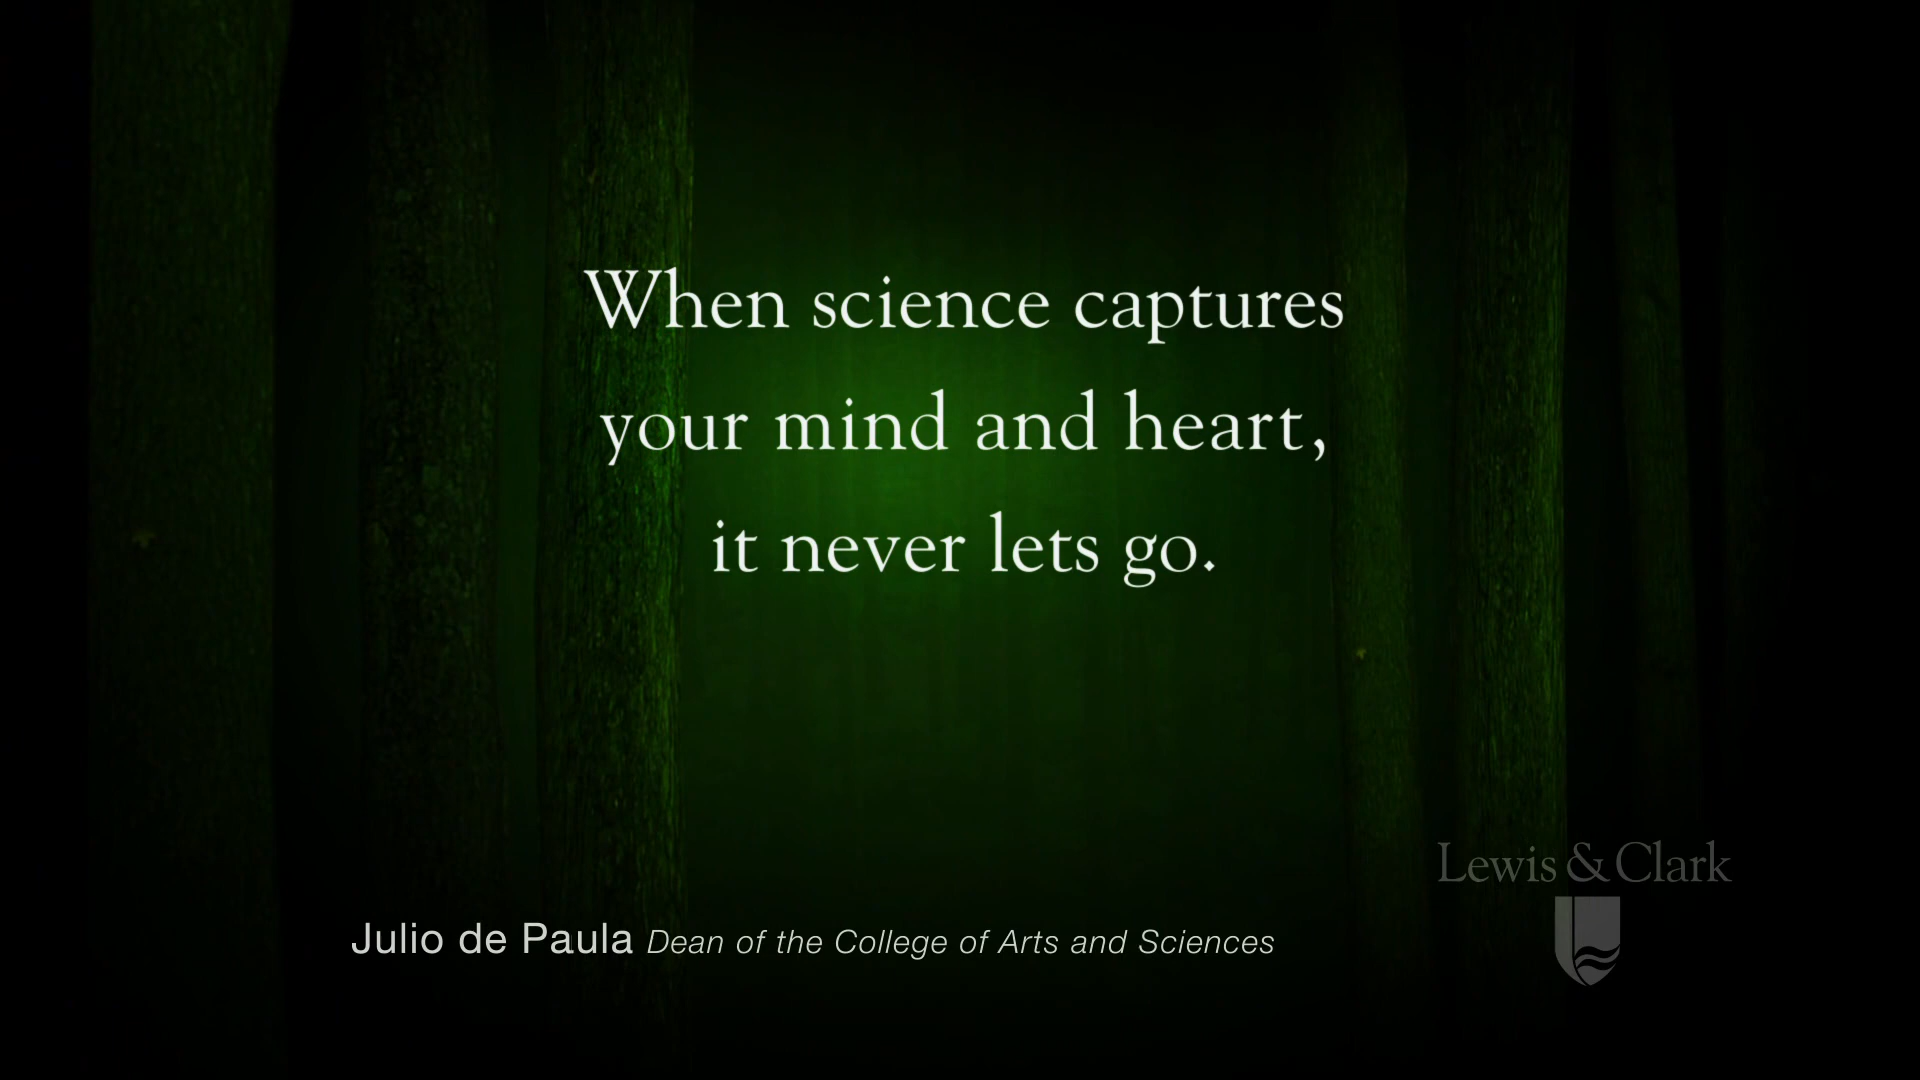 When science captures
your mind and heart,
it never lets go.
Lewis & Clark
Julio de Paula Dean of the College of Arts and Sciences